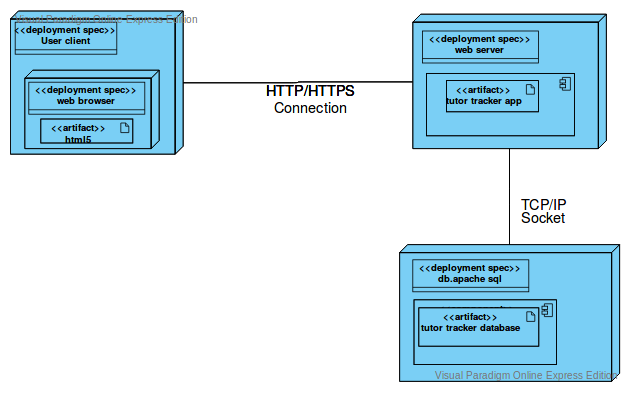 Visual Paradigm Online Express Edition
<<deployment spec>>
User client
<<deployment spec>>
web browser
<<artifact>>
html5
HTTP/HTTPS
Connection
<<deployment spec>>
web server
<<artifact>>
tutor tracker app
TCP/IP
Socket
<<deployment spec>>
db.apache sql
<<artifact>>
tutor tracker database
Visual Paradigm Online Express Edition